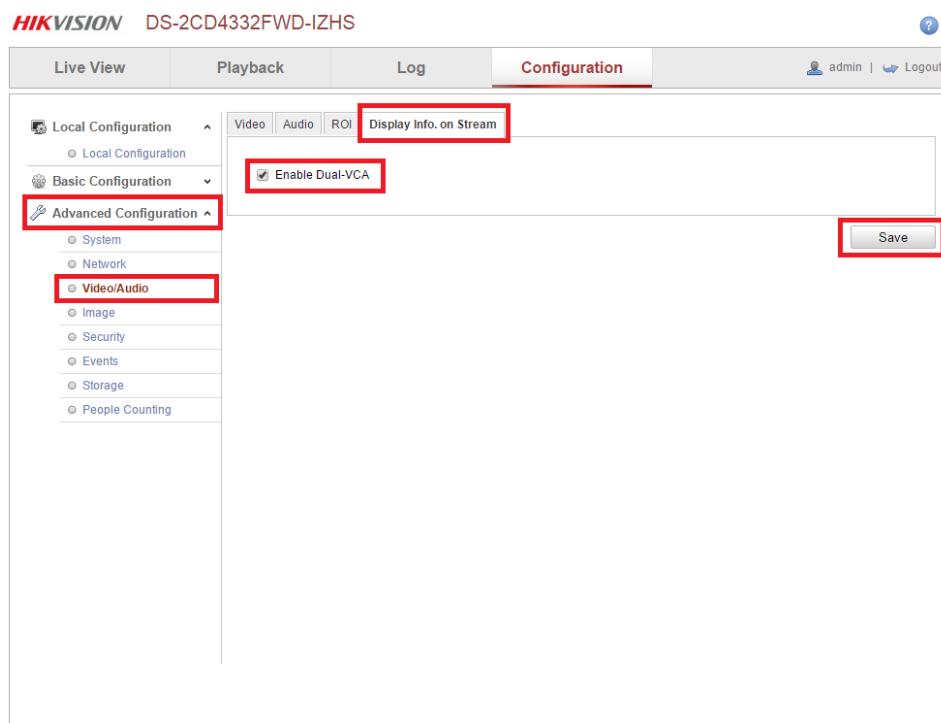 HIKVISION DS-2CD4332FWD-IZHS
?
Live View Playback Log Configuration admin | Logout
Local Configuration
Local Configuration
Basic Configuration
Advanced Configuration
System
Network
Video/Audio
Image
Security
Events
Storage
People Counting
Video Audio ROI Display Info. on Stream
Enable Dual-VCA
Save